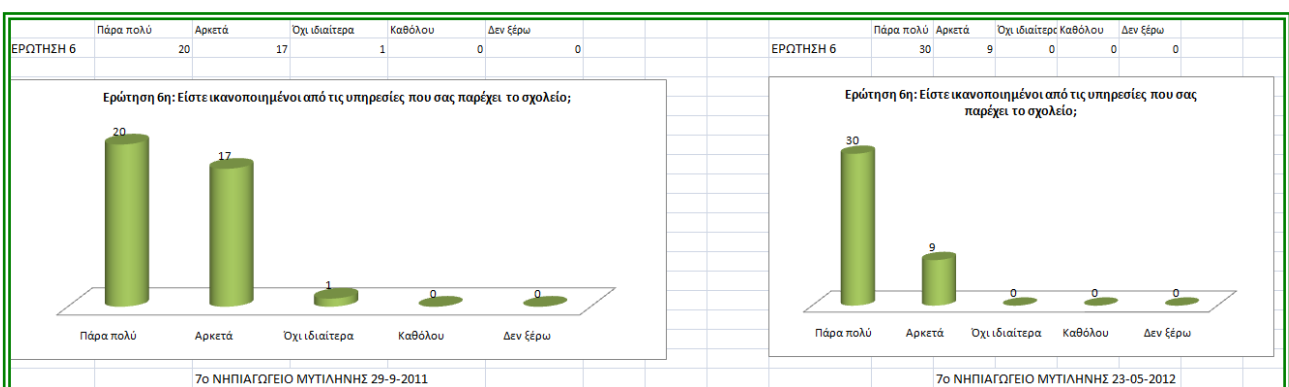 Πάρα πολύ Αρκετά Όχι ιδιαίτερα Καθόλου Δεν ξέρω
ΕΡΩΤΗΣΗ 6 20 17 1 0 0
Ερώτηση 6η: Είστε ικανοποιημένοι από τις υπηρεσίες που σας παρέχει το σχολείο;
20
17
1
0
0
Πάρα πολύ Αρκετά Όχι ιδιαίτερα Καθόλου Δεν ξέρω
7ο ΝΗΠΙΑΓΩΓΕΙΟ ΜΥΤΙΛΗΝΗΣ 29-9-2011
Πάρα πολύ Αρκετά Όχι ιδιαίτερα Καθόλου Δεν ξέρω
ΕΡΩΤΗΣΗ 6 30 9 0 0 0
Ερώτηση 6η: Είστε ικανοποιημένοι από τις υπηρεσίες που σας
παρέχει το σχολείο;
30
9
0
0
0
Πάρα πολύ Αρκετά Όχι ιδιαίτερα Καθόλου Δεν ξέρω
7ο ΝΗΠΙΑΓΩΓΕΙΟ ΜΥΤΙΛΗΝΗΣ 23-05-2012